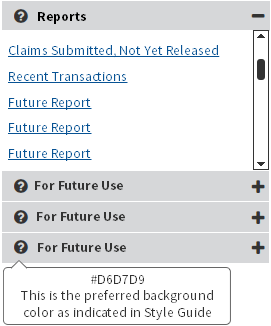 Reports
Claims Submitted, Not Yet Released
Recent Transactions
Future Report
Future Report
Future Report
For Future Use
For Future Use
For Future Use
#D6D7D9
This is the preferred background
color as indicated in Style Guide